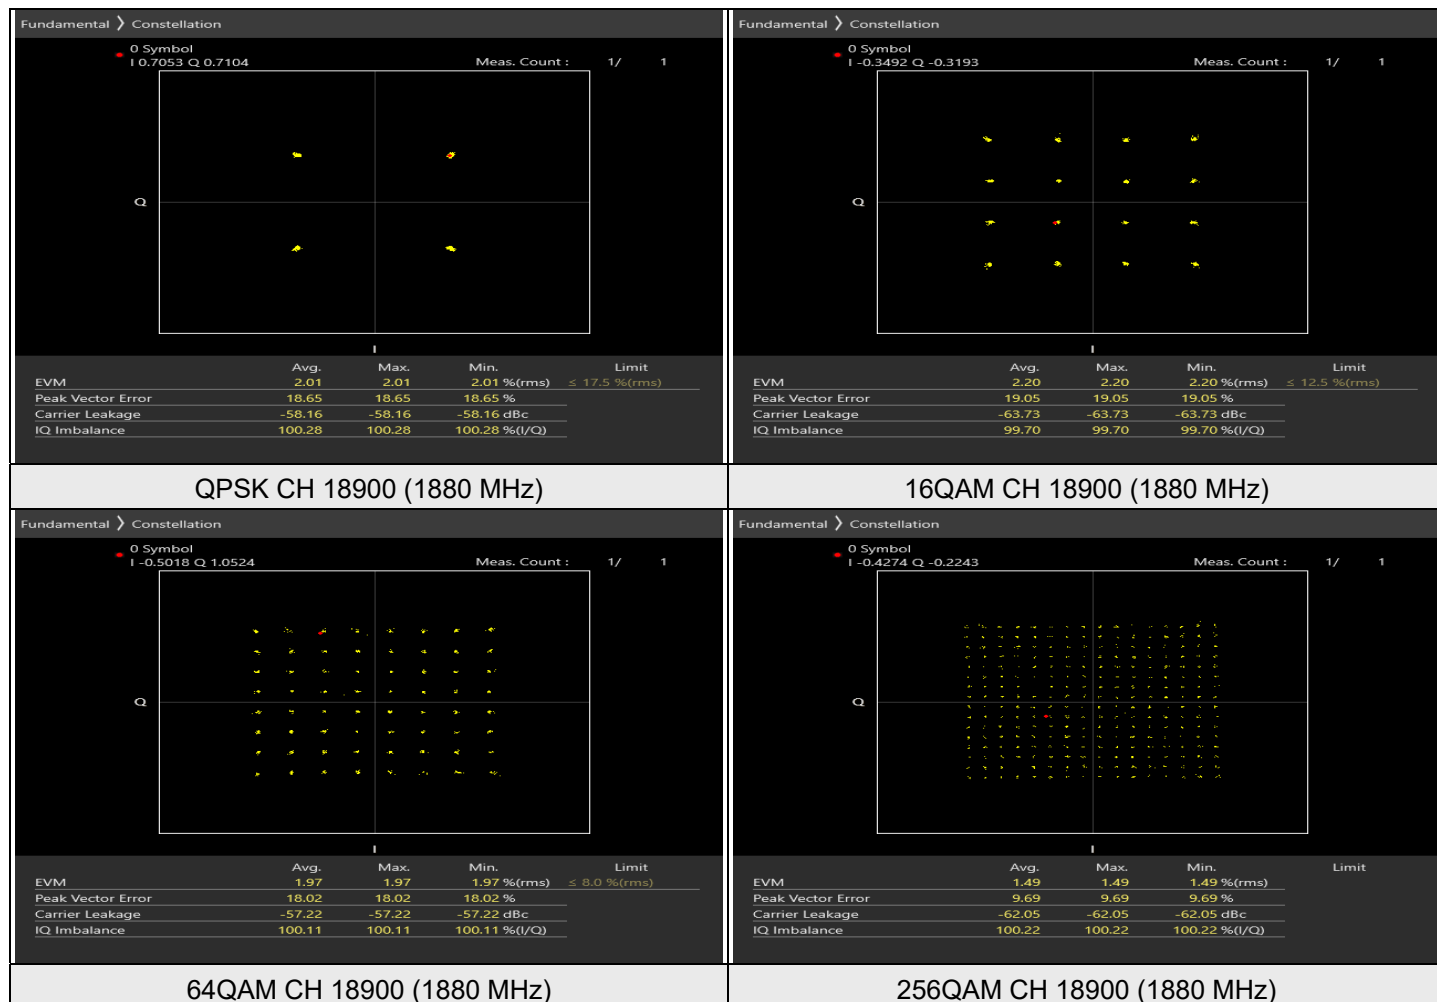 Fundamental ❯ Constellation
0 Symbol
I 0.7053 Q 0.7104 Meas. Count : 1/ 1
Q
I
Avg. Max. Min. Limit
EVM 2.01 2.01 2.01 %(rms) ≤ 17.5 %(rms)
Peak Vector Error 18.65 18.65 18.65 %
Carrier Leakage -58.16 -58.16 -58.16 dBc
IQ Imbalance 100.28 100.28 100.28 %(I/Q)
QPSK CH 18900 (1880 MHz)
Fundamental ❯ Constellation
0 Symbol
I -0.3492 Q -0.3193 Meas. Count : 1/ 1
Q
I
Avg. Max. Min. Limit
EVM 2.20 2.20 2.20 %(rms) ≤ 12.5 %(rms)
Peak Vector Error 19.05 19.05 19.05 %
Carrier Leakage -63.73 -63.73 -63.73 dBc
IQ Imbalance 99.70 99.70 99.70 %(I/Q)
16QAM CH 18900 (1880 MHz)
Fundamental ❯ Constellation
0 Symbol
I -0.5018 Q 1.0524 Meas. Count : 1/ 1
Q
I
Avg. Max. Min. Limit
EVM 1.97 1.97 1.97 %(rms) ≤ 8.0 %(rms)
Peak Vector Error 18.02 18.02 18.02 %
Carrier Leakage -57.22 -57.22 -57.22 dBc
IQ Imbalance 100.11 100.11 100.11 %(I/Q)
64QAM CH 18900 (1880 MHz)
Fundamental ❯ Constellation
0 Symbol
I -0.4274 Q -0.2243 Meas. Count : 1/ 1
Q
I
Avg. Max. Min. Limit
EVM 1.49 1.49 1.49 %(rms)
Peak Vector Error 9.69 9.69 9.69 %
Carrier Leakage -62.05 -62.05 -62.05 dBc
IQ Imbalance 100.22 100.22 100.22 %(I/Q)
256QAM CH 18900 (1880 MHz)